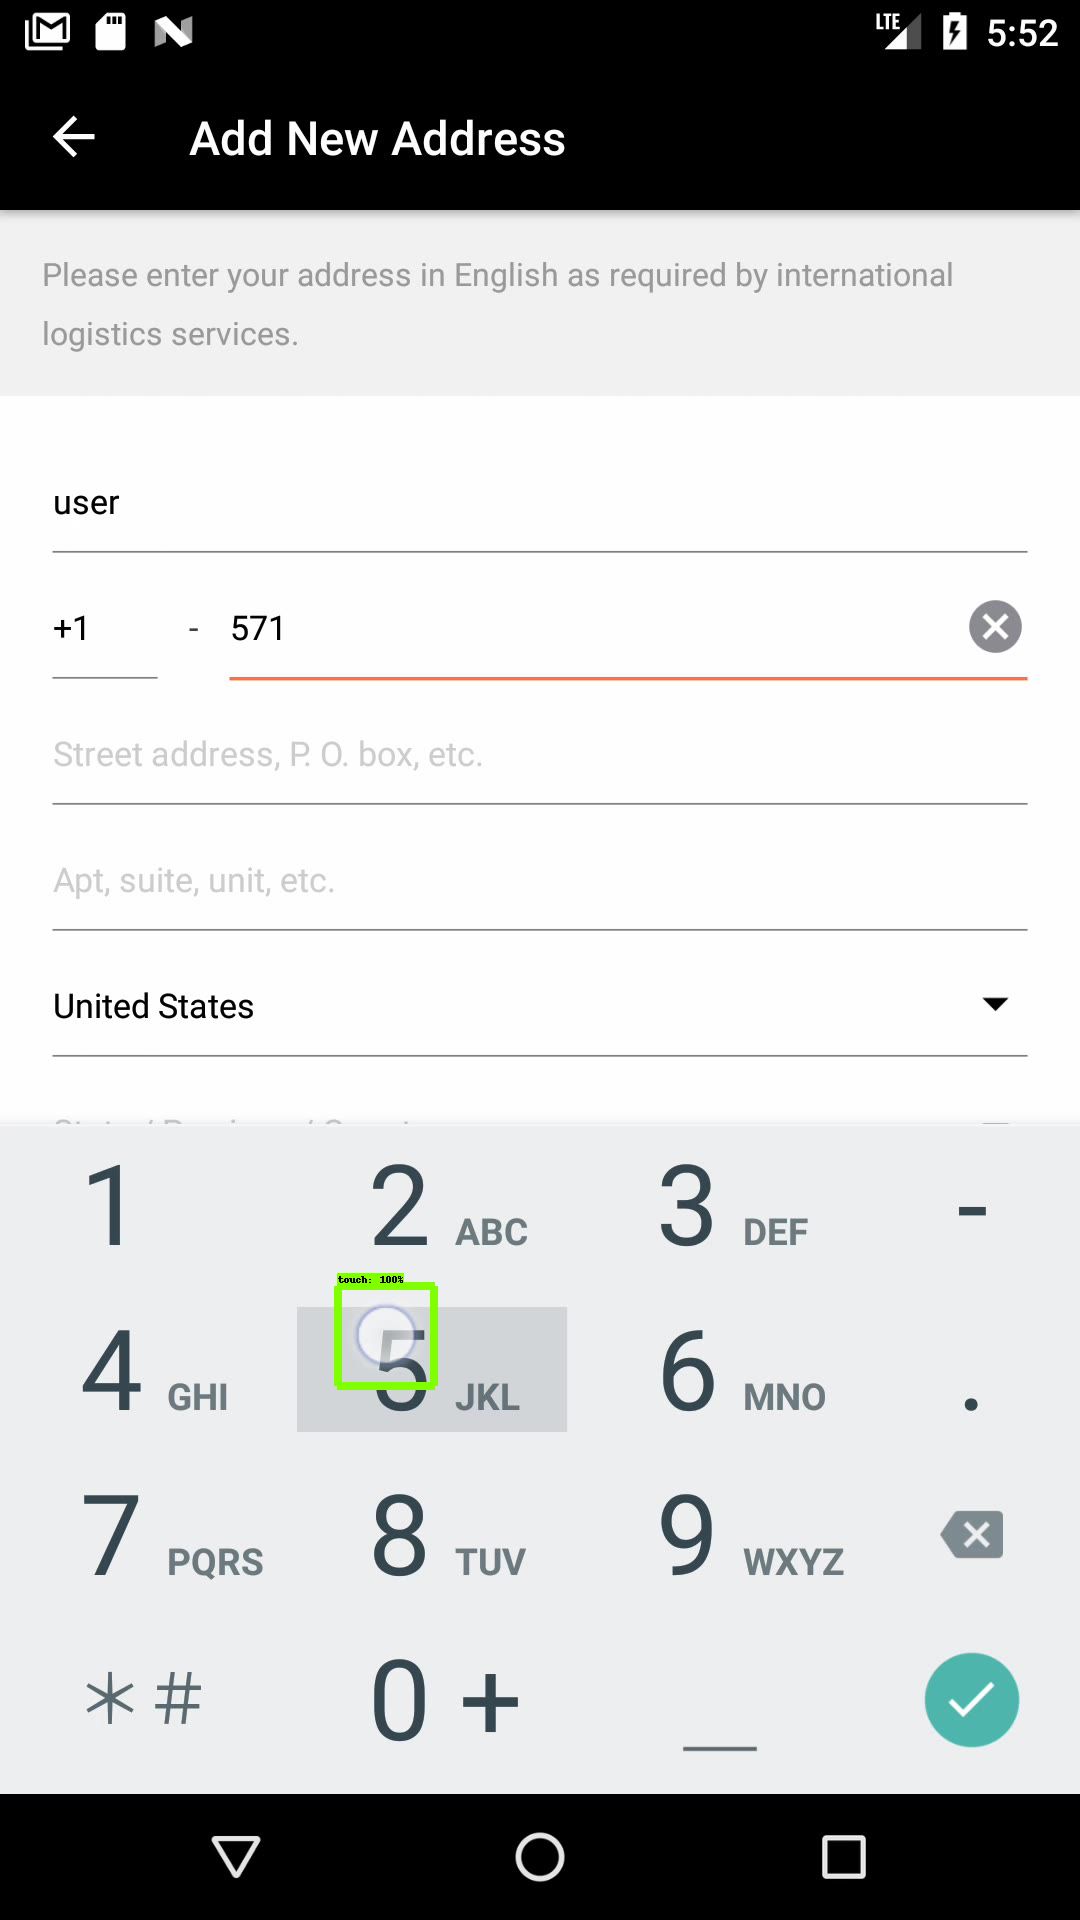 LTE 5:52
Add New Address
Please enter your address in English as required by international
logistics services.
user
+1 - 571
Street address, P. O. box, etc.
Apt, suite, unit, etc.
United States
1 2 ABC 3 DEF -
touch: 100%
4 GHI 5 JKL 6 MNO .
7 PQRS 8 TUV 9 WXYZ
* # 0 + _